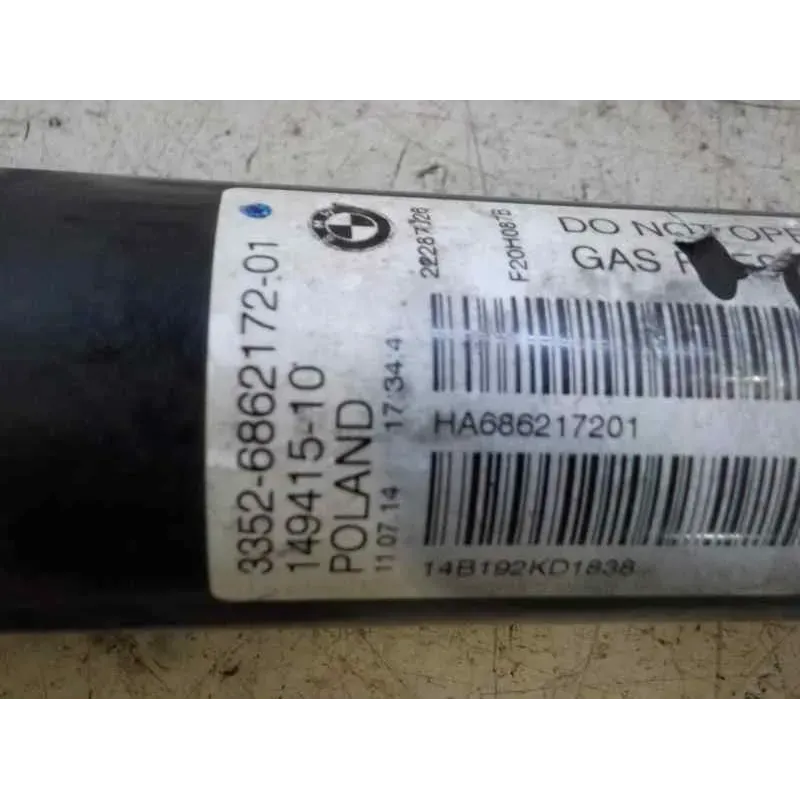 3352-6862172-01
149415-10
POLAND
11.07.14 17:34.4
22287126
F20H087B
DO NOT OPE
GAS
HA686217201
14B192KD1838